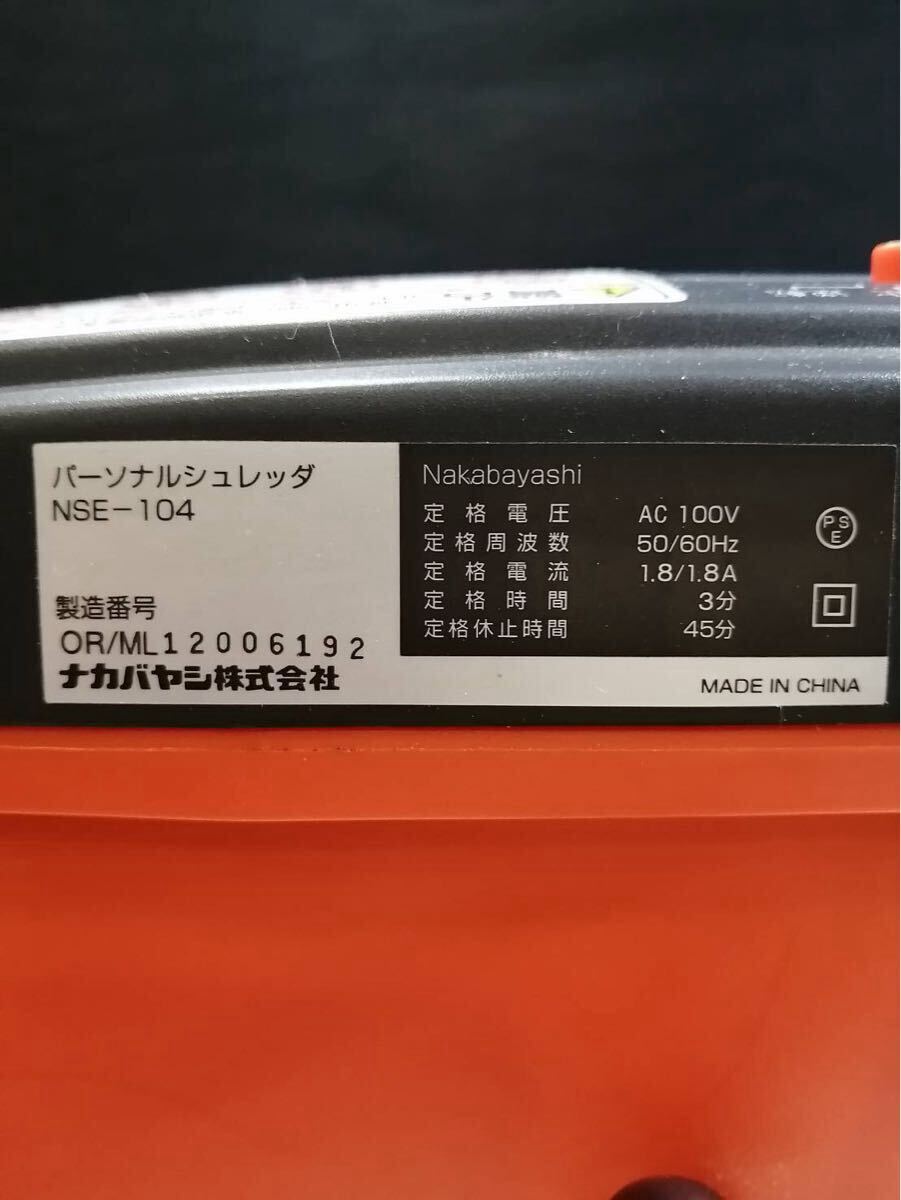 パーソナルシュレッダ
NSE-104
製造番号
OR/ML12006192
ナカバヤシ株式会社
Nakabayashi
定格電圧 AC 100V
定格周波数 50/60Hz
定格電流 1.8/1.8A
定格時間 3分
定格休止時間 45分
PSE
MADE IN CHINA